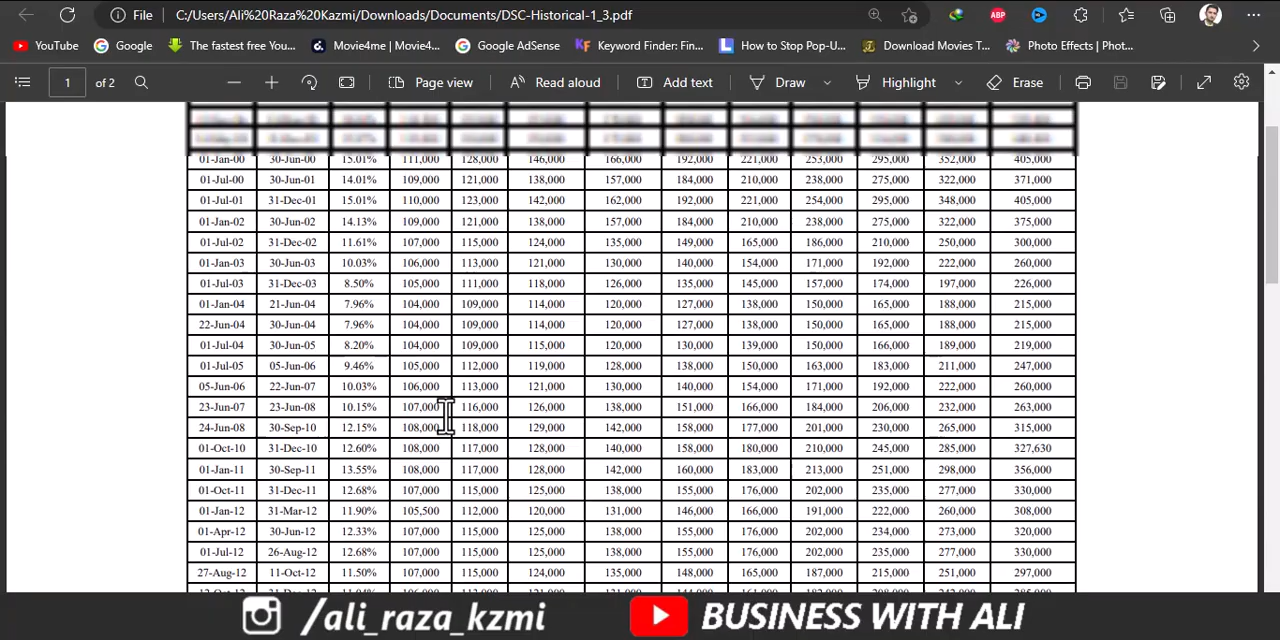 File C:/Users/Ali%20Raza%20Kazmi/Downloads/Documents/DSC-Historical-1_3.pdf ABP
YouTube Google The fastest free You... Movie4me | Movie4... Google AdSense Keyword Finder: Fin... How to Stop Pop-U... Download Movies T... Photo Effects | Phot...
1 of 2 Page view Read aloud Add text Draw Highlight Erase
01-Jan-00 30-Jun-00 15.01% 111,000 128,000 146,000 166,000 192,000 221,000 253,000 295,000 352,000 405,000
01-Jul-00 30-Jun-01 14.01% 109,000 121,000 138,000 157,000 184,000 210,000 238,000 275,000 322,000 371,000
01-Jul-01 31-Dec-01 15.01% 110,000 123,000 142,000 162,000 192,000 221,000 254,000 295,000 348,000 405,000
01-Jan-02 30-Jun-02 14.13% 109,000 121,000 138,000 157,000 184,000 210,000 238,000 275,000 322,000 375,000
01-Jul-02 31-Dec-02 11.61% 107,000 115,000 124,000 135,000 149,000 165,000 186,000 210,000 250,000 300,000
01-Jan-03 30-Jun-03 10.03% 106,000 113,000 121,000 130,000 140,000 154,000 171,000 192,000 222,000 260,000
01-Jul-03 31-Dec-03 8.50% 105,000 111,000 118,000 126,000 135,000 145,000 157,000 174,000 197,000 226,000
01-Jan-04 21-Jun-04 7.96% 104,000 109,000 114,000 120,000 127,000 138,000 150,000 165,000 188,000 215,000
22-Jun-04 30-Jun-04 7.96% 104,000 109,000 114,000 120,000 127,000 138,000 150,000 165,000 188,000 215,000
01-Jul-04 30-Jun-05 8.20% 104,000 109,000 115,000 120,000 130,000 139,000 150,000 166,000 189,000 219,000
01-Jul-05 05-Jun-06 9.46% 105,000 112,000 119,000 128,000 138,000 150,000 163,000 183,000 211,000 247,000
05-Jun-06 22-Jun-07 10.03% 106,000 113,000 121,000 130,000 140,000 154,000 171,000 192,000 222,000 260,000
23-Jun-07 23-Jun-08 10.15% 107,000 116,000 126,000 138,000 151,000 166,000 184,000 206,000 232,000 263,000
24-Jun-08 30-Sep-10 12.15% 108,000 118,000 129,000 142,000 158,000 177,000 201,000 230,000 265,000 315,000
01-Oct-10 31-Dec-10 12.60% 108,000 117,000 128,000 140,000 158,000 180,000 210,000 245,000 285,000 327,630
01-Jan-11 30-Sep-11 13.55% 108,000 117,000 128,000 142,000 160,000 183,000 213,000 251,000 298,000 356,000
01-Oct-11 31-Dec-11 12.68% 107,000 115,000 125,000 138,000 155,000 176,000 202,000 235,000 277,000 330,000
01-Jan-12 31-Mar-12 11.90% 105,500 112,000 120,000 131,000 146,000 166,000 191,000 222,000 260,000 308,000
01-Apr-12 30-Jun-12 12.33% 107,000 115,000 125,000 138,000 155,000 176,000 202,000 234,000 273,000 320,000
01-Jul-12 26-Aug-12 12.68% 107,000 115,000 125,000 138,000 155,000 176,000 202,000 235,000 277,000 330,000
27-Aug-12 11-Oct-12 11.50% 107,000 115,000 124,000 135,000 148,000 165,000 187,000 215,000 251,000 297,000
/ali_raza_kzmi BUSINESS WITH ALI